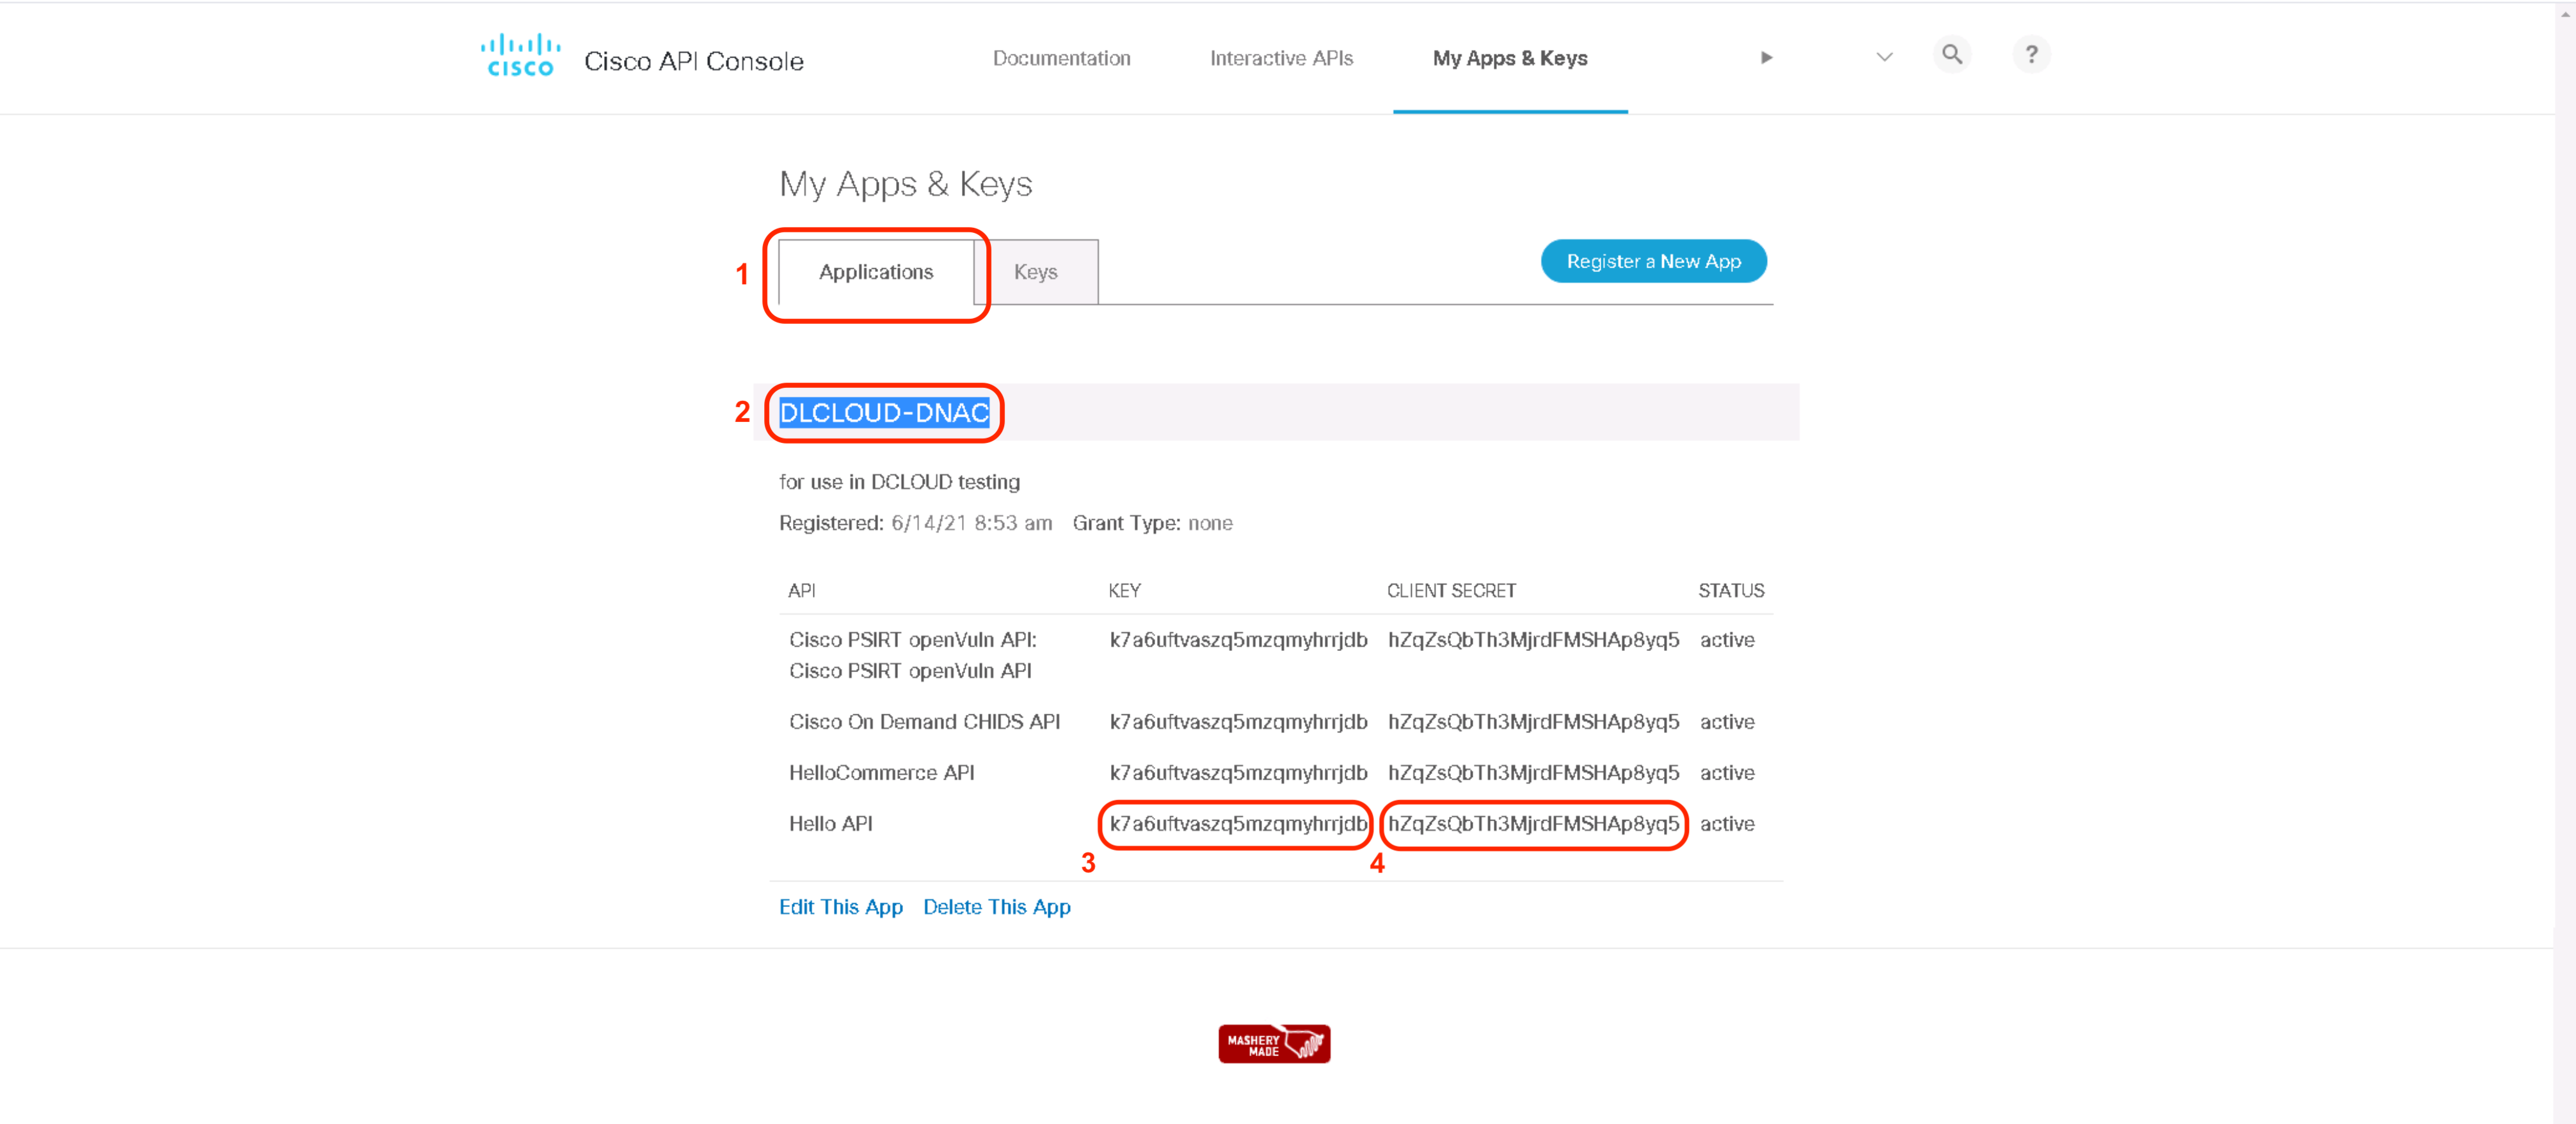 CISCO Cisco API Console Documentation Interactive APIs My Apps & Keys ?
My Apps & Keys
1 Applications Keys Register a New App
2 DLCLOUD-DNAC
for use in DCLOUD testing
Registered: 6/14/21 8:53 am Grant Type: none
API KEY CLIENT SECRET STATUS
Cisco PSIRT openVuln API: k7a6uftvaszq5mzqmyhrrjdb hZqZsQbTh3MjrdFMSHAp8yq5 active
Cisco PSIRT openVuln API
Cisco On Demand CHIDS API k7a6uftvaszq5mzqmyhrrjdb hZqZsQbTh3MjrdFMSHAp8yq5 active
HelloCommerce API k7a6uftvaszq5mzqmyhrrjdb hZqZsQbTh3MjrdFMSHAp8yq5 active
Hello API k7a6uftvaszq5mzqmyhrrjdb hZqZsQbTh3MjrdFMSHAp8yq5 active
3 4
Edit This App Delete This App
MASHERY
MADE